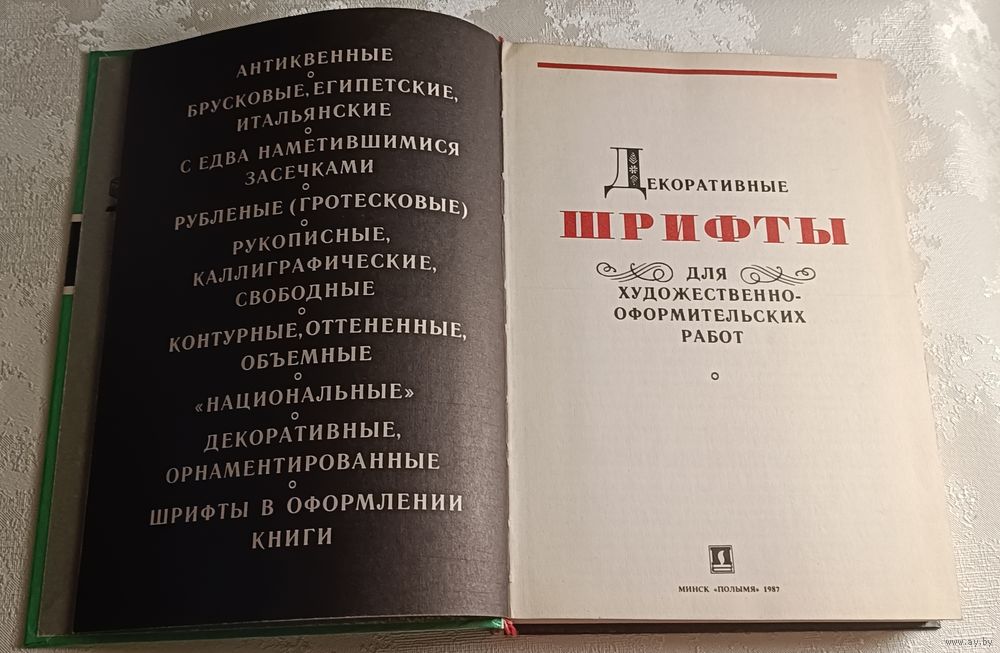 АНТИКВЕННЫЕ
БРУСКОВЫЕ, ЕГИПЕТСКИЕ,
ИТАЛЬЯНСКИЕ
С ЕДВА НАМЕТИВШИМИСЯ
ЗАСЕЧКАМИ
РУБЛЕНЫЕ (ГРОТЕСКОВЫЕ)
РУКОПИСНЫЕ,
КАЛЛИГРАФИЧЕСКИЕ,
СВОБОДНЫЕ
КОНТУРНЫЕ, ОТТЕНЕННЫЕ,
ОБЪЕМНЫЕ
«НАЦИОНАЛЬНЫЕ»
ДЕКОРАТИВНЫЕ,
ОРНАМЕНТИРОВАННЫЕ
ШРИФТЫ В ОФОРМЛЕНИИ
КНИГИ
ДЕКОРАТИВНЫЕ
ШРИФТЫ
ДЛЯ
ХУДОЖЕСТВЕННО-
ОФОРМИТЕЛЬСКИХ
РАБОТ
МИНСК «ПОЛЫМЯ» 1987
www.ay.by